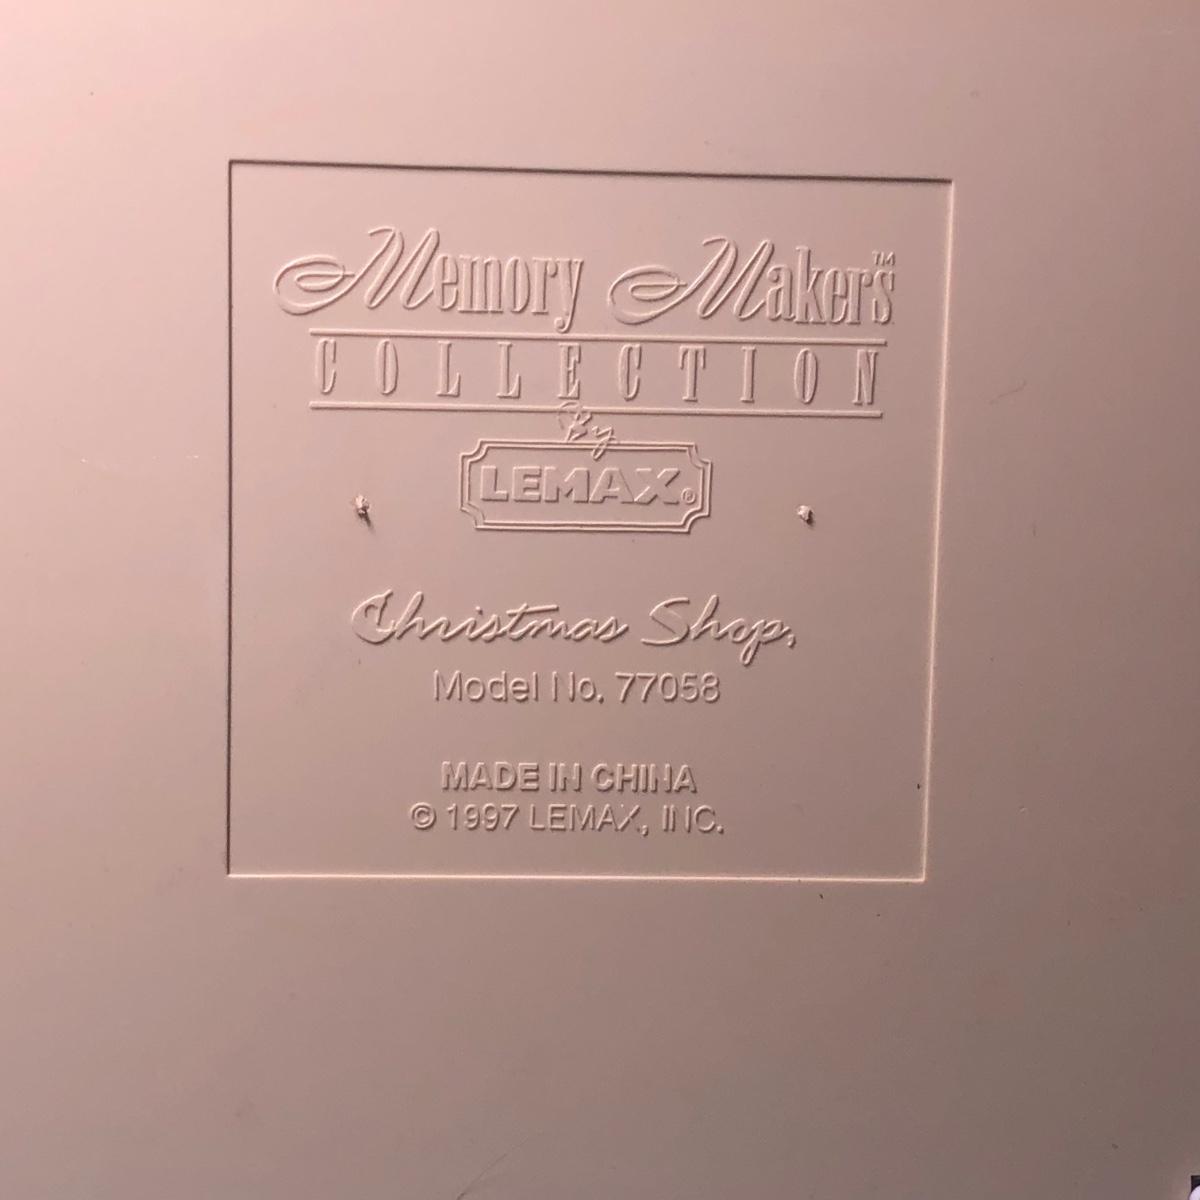 Memory Makers™
COLLECTION
By
LEMAX®
Christmas Shop,
Model No. 77058
MADE IN CHINA
© 1997 LEMAX, INC.